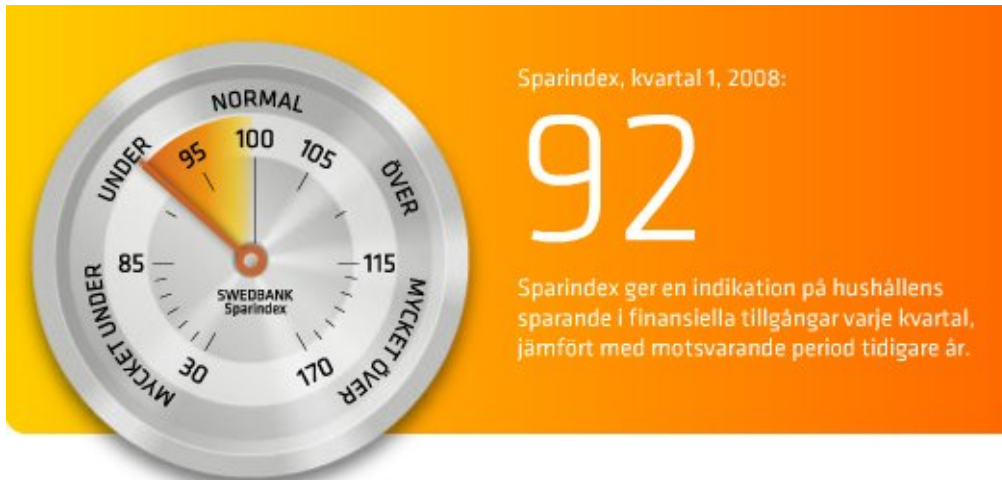 NORMAL
UNDER
ÖVER
MYCKET UNDER
MYCKET ÖVER
95
100
105
85
115
30
170
SWEDBANK
Sparindex
Sparindex, kvartal 1, 2008:
92
Sparindex ger en indikation på hushållens
sparande i finansiella tillgångar varje kvartal,
jämfört med motsvarande period tidigare år.